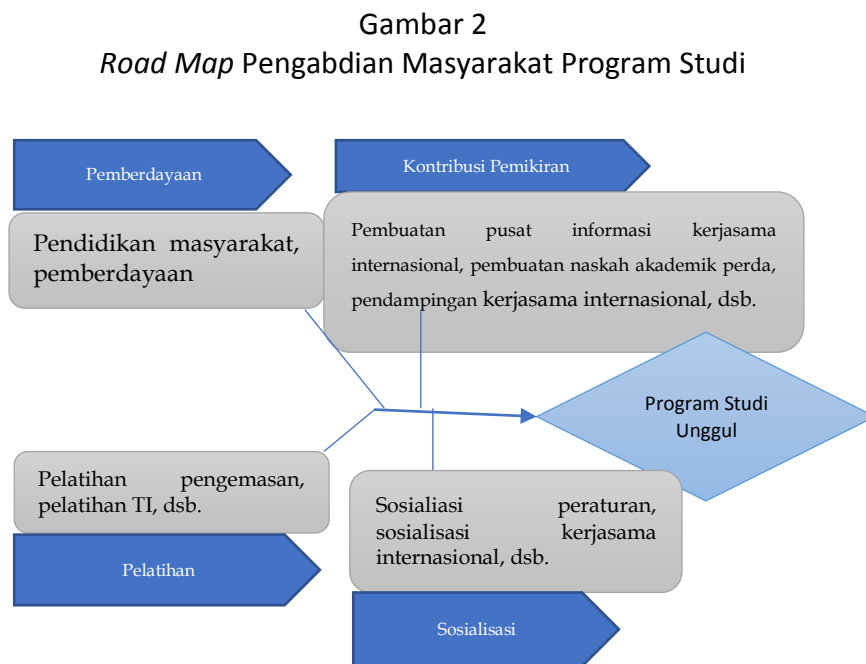 Gambar 2
Road Map Pengabdian Masyarakat Program Studi
Pemberdayaan
Kontribusi Pemikiran
Pendidikan masyarakat,
pemberdayaan
Pembuatan pusat informasi kerjasama
internasional, pembuatan naskah akademik perda,
pendampingan kerjasama internasional, dsb.
Program Studi
Unggul
Pelatihan pengemasan,
pelatihan TI, dsb.
Sosialiasi peraturan,
sosialisasi kerjasama
internasional, dsb.
Pelatihan
Sosialisasi